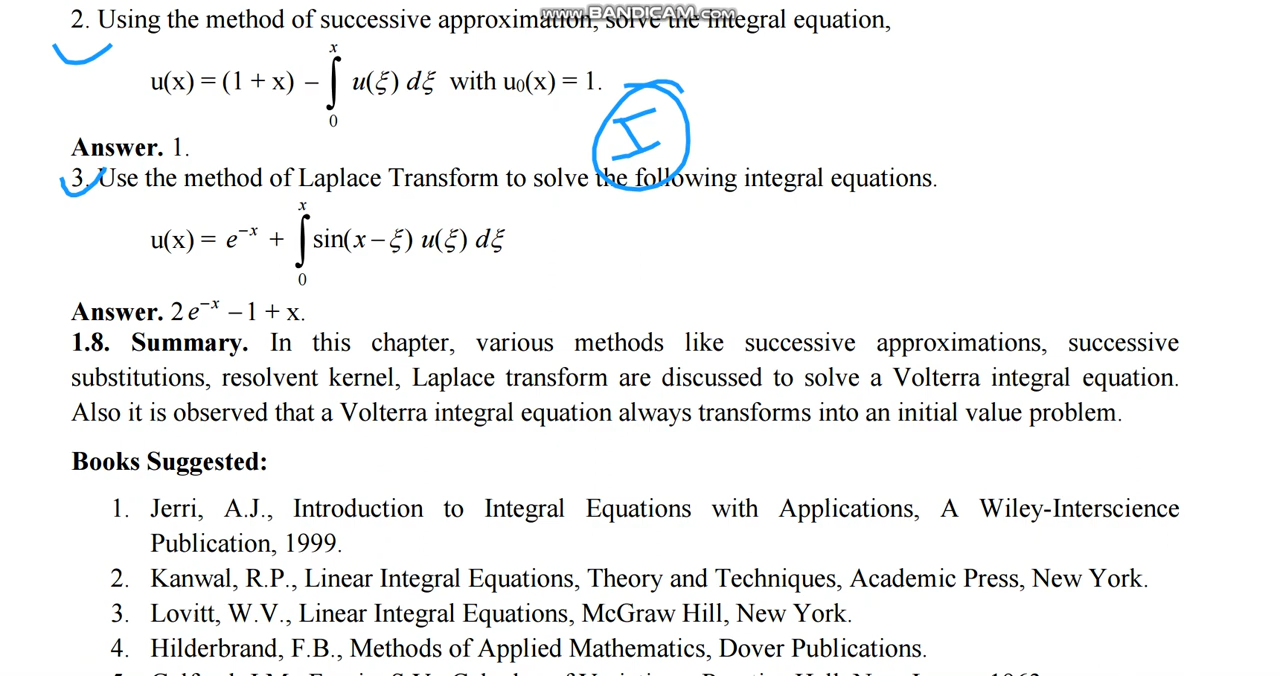 2. Using the method of successive approximation, solve the integral equation,
www.BANDICAM.com
u(x) = (1 + x) – ∫₀ˣ u(ξ) dξ with u₀(x) = 1.
I
Answer. 1.
3. Use the method of Laplace Transform to solve the following integral equations.
u(x) = e⁻ˣ + ∫₀ˣ sin(x – ξ) u(ξ) dξ
Answer. 2 e⁻ˣ – 1 + x.
1.8. Summary. In this chapter, various methods like successive approximations, successive
substitutions, resolvent kernel, Laplace transform are discussed to solve a Volterra integral equation.
Also it is observed that a Volterra integral equation always transforms into an initial value problem.
Books Suggested:
1. Jerri, A.J., Introduction to Integral Equations with Applications, A Wiley-Interscience
Publication, 1999.
2. Kanwal, R.P., Linear Integral Equations, Theory and Techniques, Academic Press, New York.
3. Lovitt, W.V., Linear Integral Equations, McGraw Hill, New York.
4. Hilderbrand, F.B., Methods of Applied Mathematics, Dover Publications.